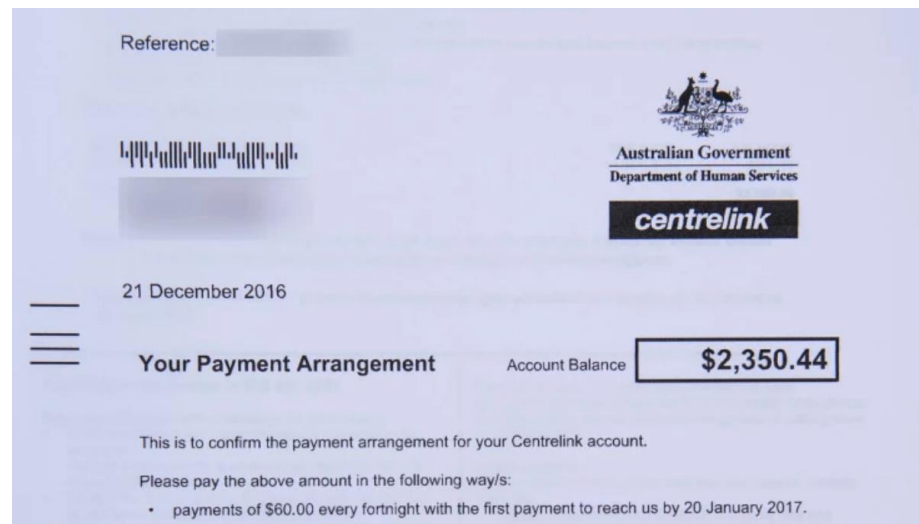 Reference:
Australian Government
Department of Human Services
centrelink
21 December 2016
Your Payment Arrangement Account Balance $2,350.44
This is to confirm the payment arrangement for your Centrelink account.
Please pay the above amount in the following way/s:
• payments of $60.00 every fortnight with the first payment to reach us by 20 January 2017.